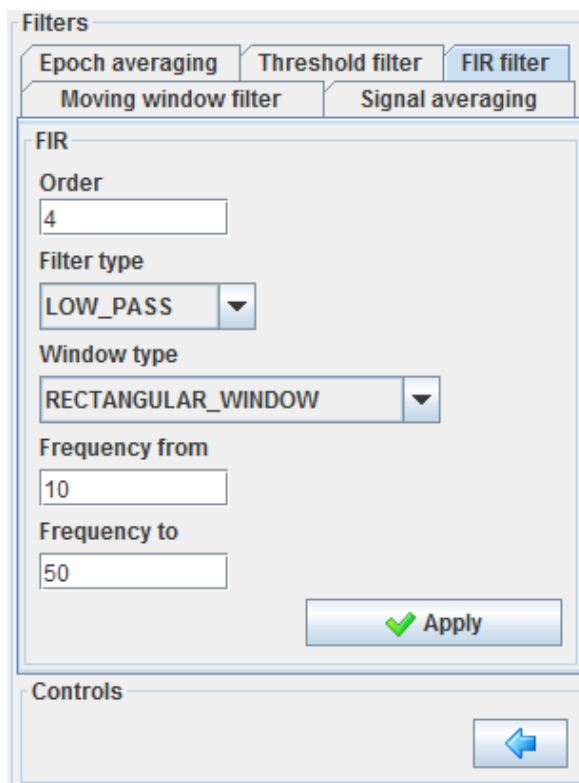 Filters
Epoch averaging Threshold filter FIR filter
Moving window filter Signal averaging
FIR
Order
4
Filter type
LOW_PASS
Window type
RECTANGULAR_WINDOW
Frequency from
10
Frequency to
50
Apply
Controls